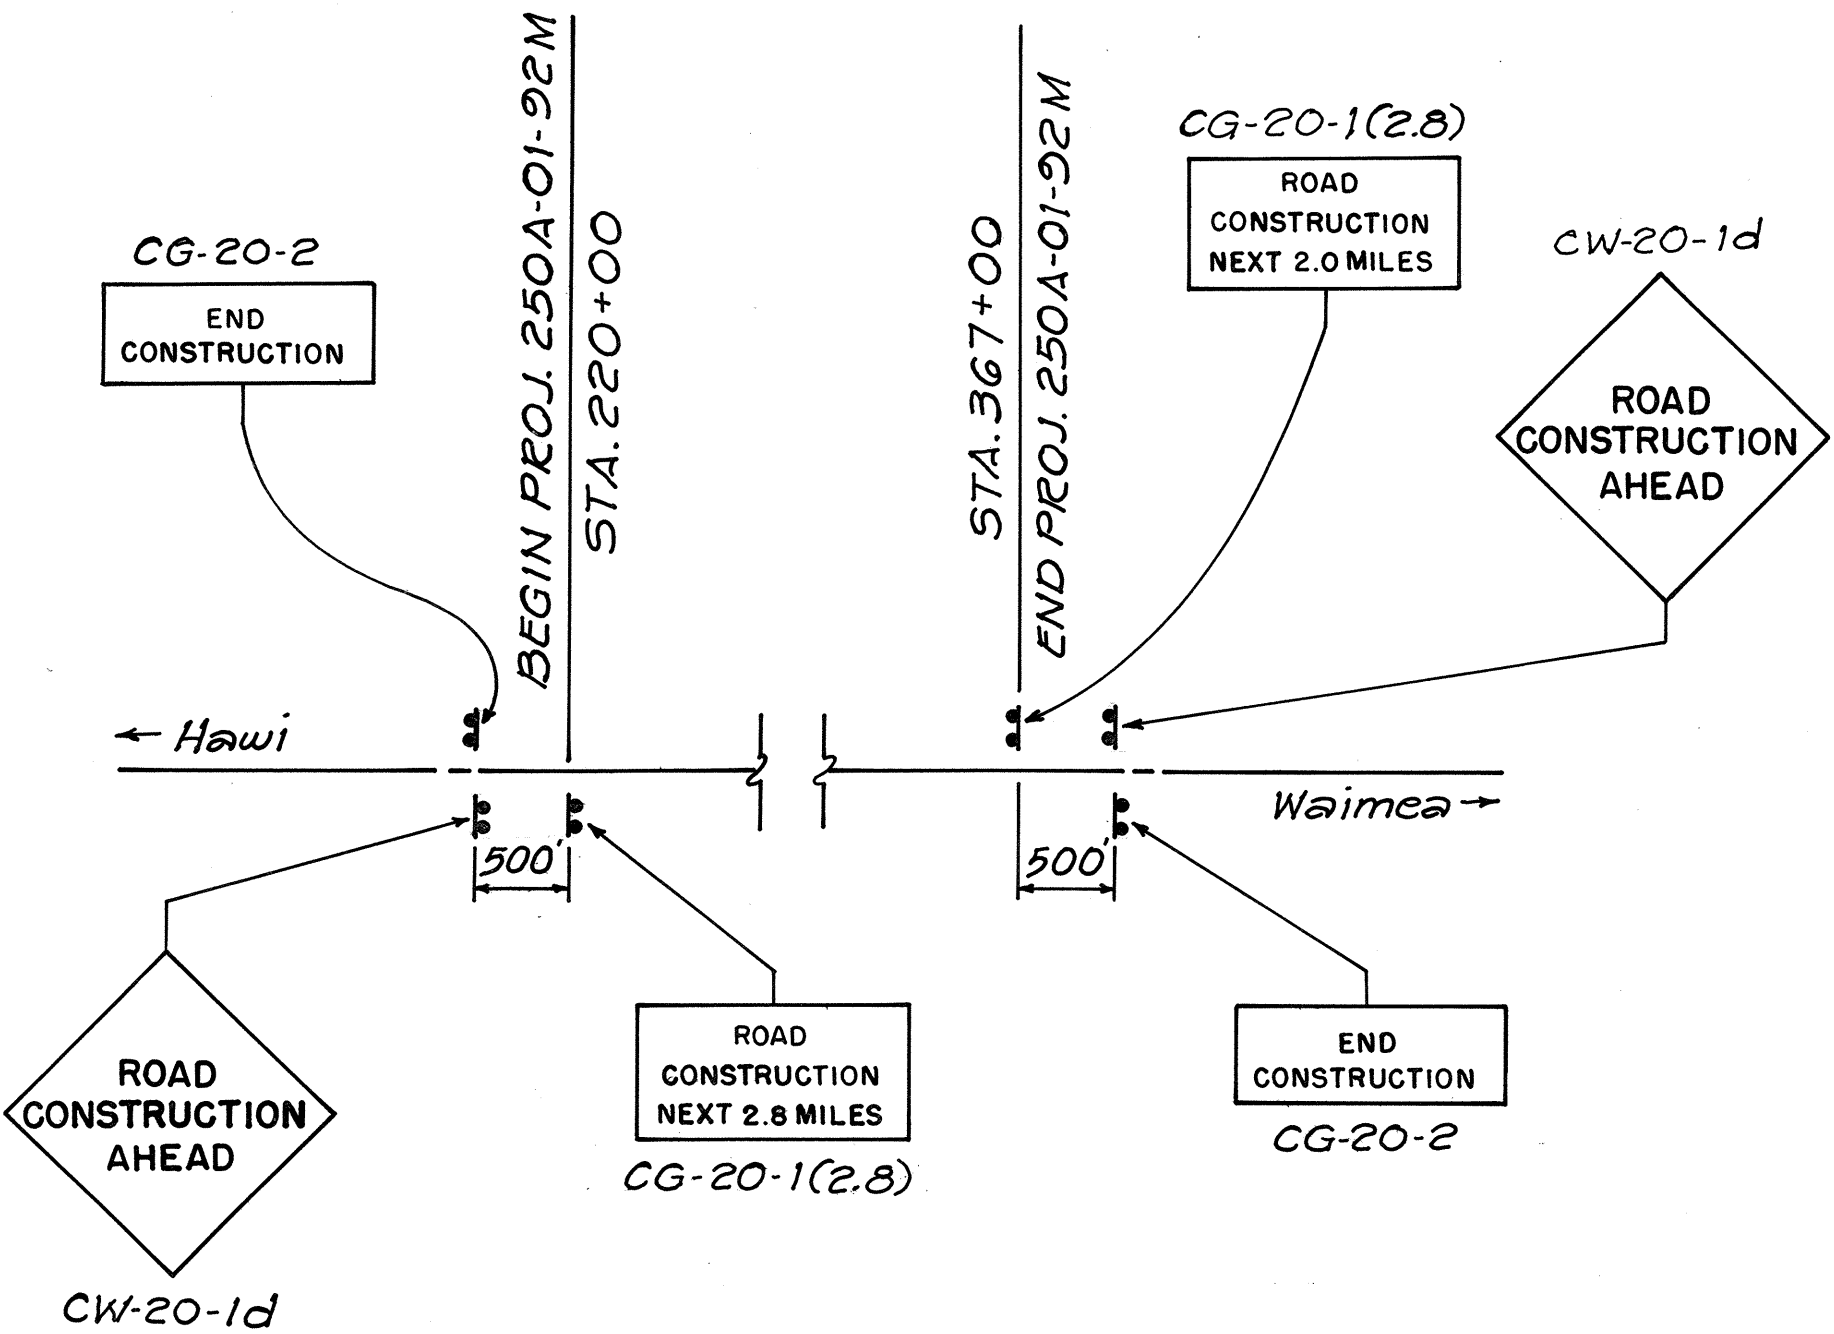 BEGIN PROJ. 250A-01-92M
STA. 220+00
STA. 367+00
END PROJ. 250A-01-92M
CG-20-1(2.8)
ROAD
CONSTRUCTION
NEXT 2.0 MILES
CW-20-1d
ROAD
CONSTRUCTION
AHEAD
CG-20-2
END
CONSTRUCTION
← Hawi
Waimea →
500'
500'
ROAD
CONSTRUCTION
AHEAD
CW-20-1d
ROAD
CONSTRUCTION
NEXT 2.8 MILES
CG-20-1(2.8)
END
CONSTRUCTION
CG-20-2